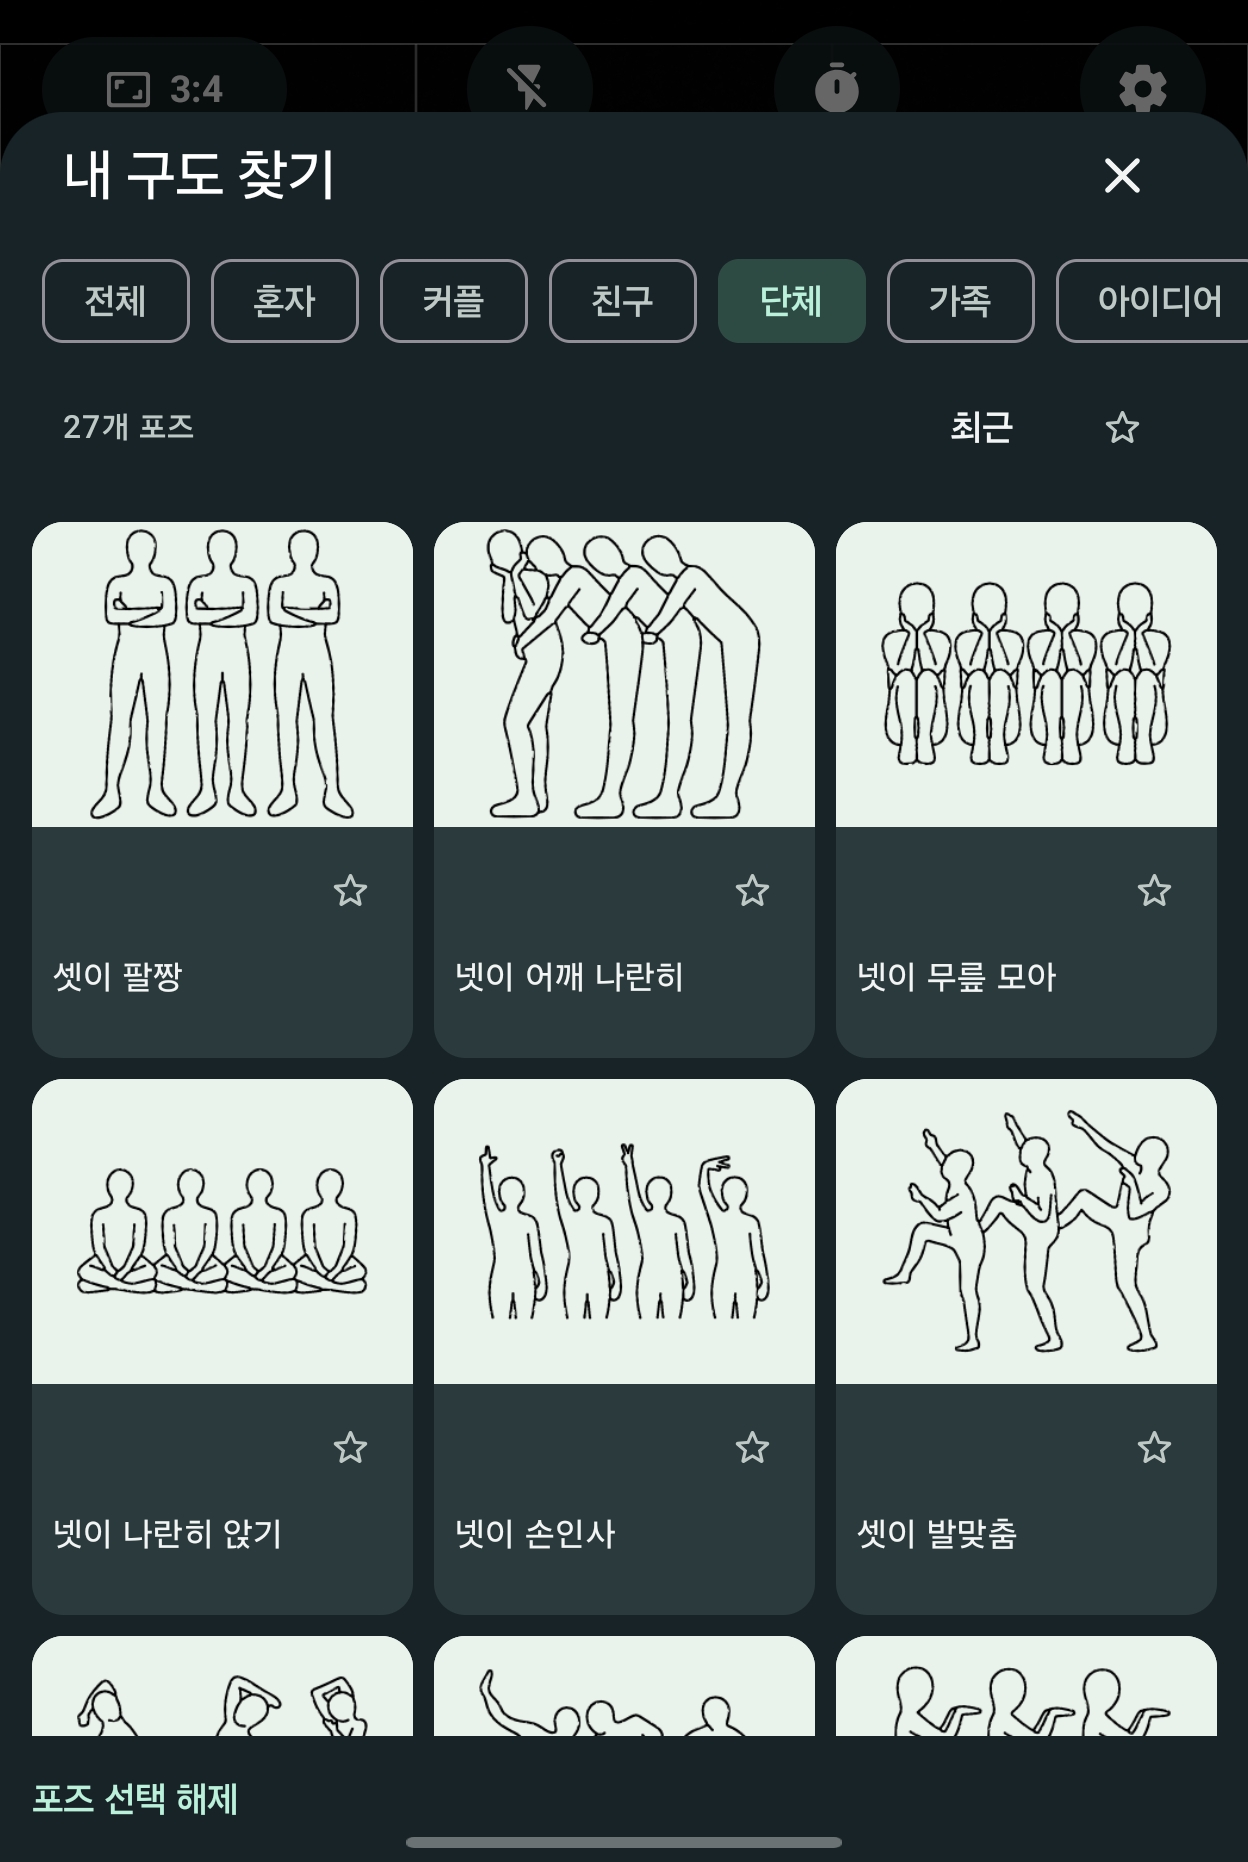 3:4
내 구도 찾기
전체 혼자 커플 친구 단체 가족 아이디어
27개 포즈 최근
셋이 팔짱 넷이 어깨 나란히 넷이 무릎 모아
넷이 나란히 앉기 넷이 손인사 셋이 발맞춤
포즈 선택 해제